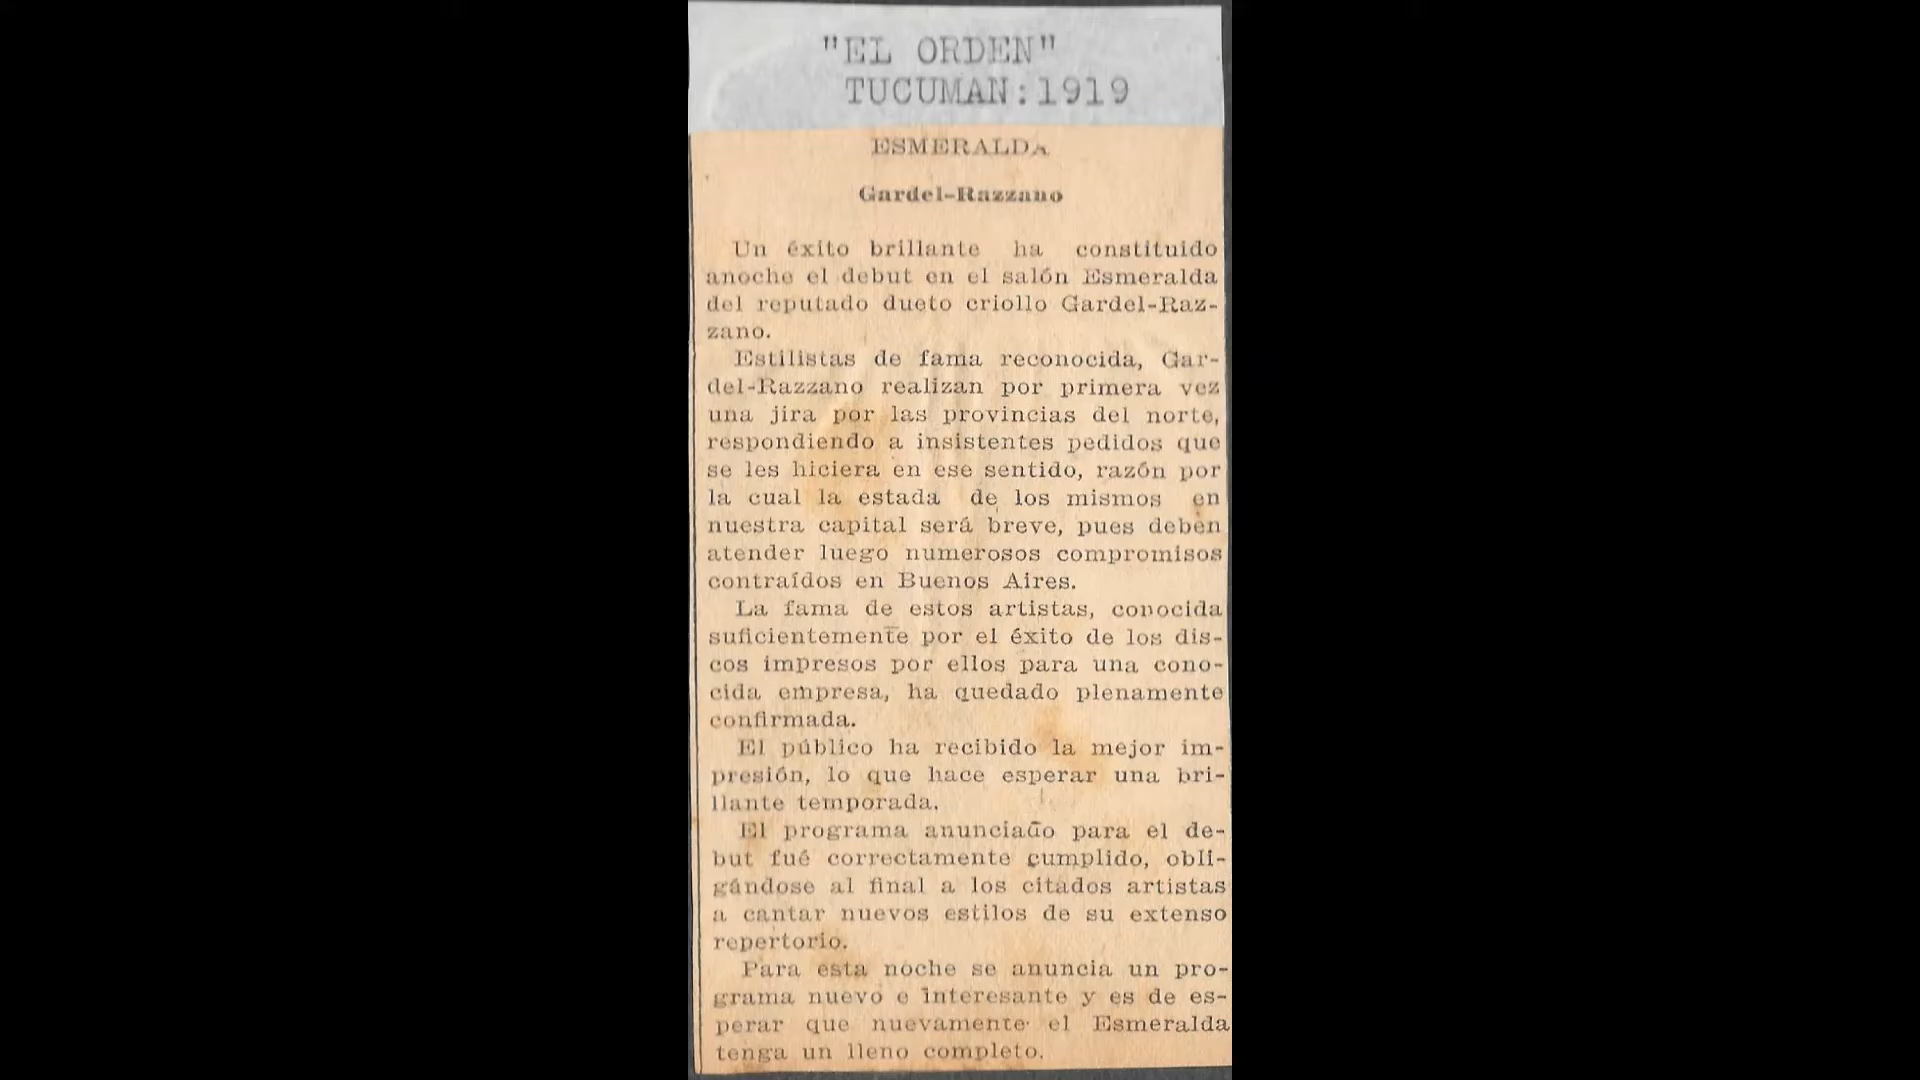 "EL ORDEN"
TUCUMAN:1919
ESMERALDA
Gardel-Razzano
Un éxito brillante ha constituido
anoche el debut en el salón Esmeralda
del reputado dueto criollo Gardel-Raz-
zano.
Estilistas de fama reconocida, Gar-
del-Razzano realizan por primera vez
una jira por las provincias del norte,
respondiendo a insistentes pedidos que
se les hiciera en ese sentido, razón por
la cual la estada de los mismos en
nuestra capital será breve, pues deben
atender luego numerosos compromisos
contraídos en Buenos Aires.
La fama de estos artistas, conocida
suficientemente por el éxito de los dis-
cos impresos por ellos para una cono-
cida empresa, ha quedado plenamente
confirmada.
El público ha recibido la mejor im-
presión, lo que hace esperar una bri-
llante temporada.
El programa anunciado para el de-
but fué correctamente cumplido, obli-
gándose al final a los citados artistas
a cantar nuevos estilos de su extenso
repertorio.
Para esta noche se anuncia un pro-
grama nuevo e interesante y es de es-
perar que nuevamente el Esmeralda
tenga un lleno completo.